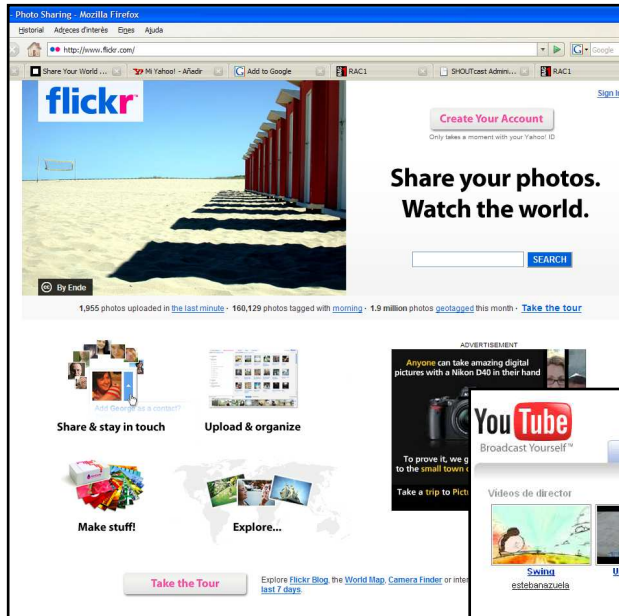 - Photo Sharing - Mozilla Firefox
Historial Adreces d'interès Eines Ajuda
http://www.flickr.com/
G Google
Share Your World ...
Mi Yahoo! - Añadir
Add to Google
RAC1
SHOUTcast Admini...
RAC1
flickr
Sign In
Create Your Account
Only takes a moment with your Yahoo! ID
Share your photos.
Watch the world.
SEARCH
cc By Ende
1,955 photos uploaded in the last minute · 160,129 photos tagged with morning · 1.9 million photos geotagged this month · Take the tour
Add George as a contact?
Share & stay in touch
Upload & organize
Make stuff!
Explore...
ADVERTISEMENT
Anyone can take amazing digital
pictures with a Nikon D40 in their hand
To prove it, we g
to the small town
Take a trip to Pict
Take the Tour
Explore Flickr Blog, the World Map, Camera Finder or inter
last 7 days.
YouTube
Broadcast Yourself™
Vídeos de director
Swing
estebanazuela